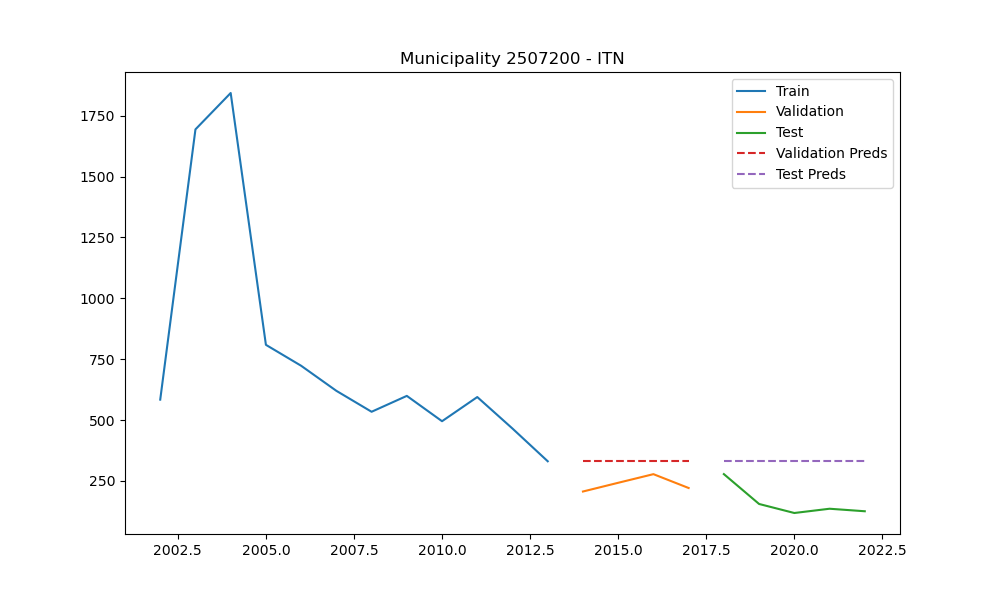 Municipality 2507200 - ITN
Train
Validation
Test
Validation Preds
Test Preds
1750
1500
1250
1000
750
500
250
2002.5 2005.0 2007.5 2010.0 2012.5 2015.0 2017.5 2020.0 2022.5